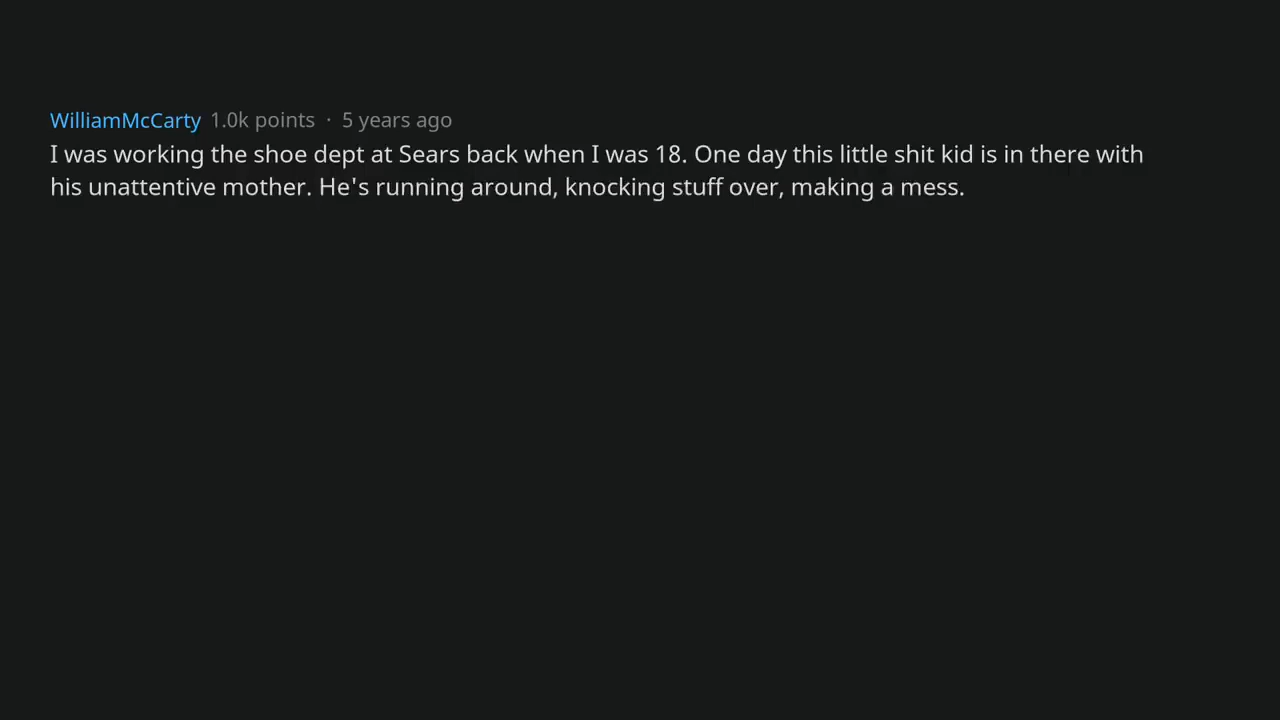 WilliamMcCarty 1.0k points · 5 years ago
I was working the shoe dept at Sears back when I was 18. One day this little shit kid is in there with
his unattentive mother. He's running around, knocking stuff over, making a mess.